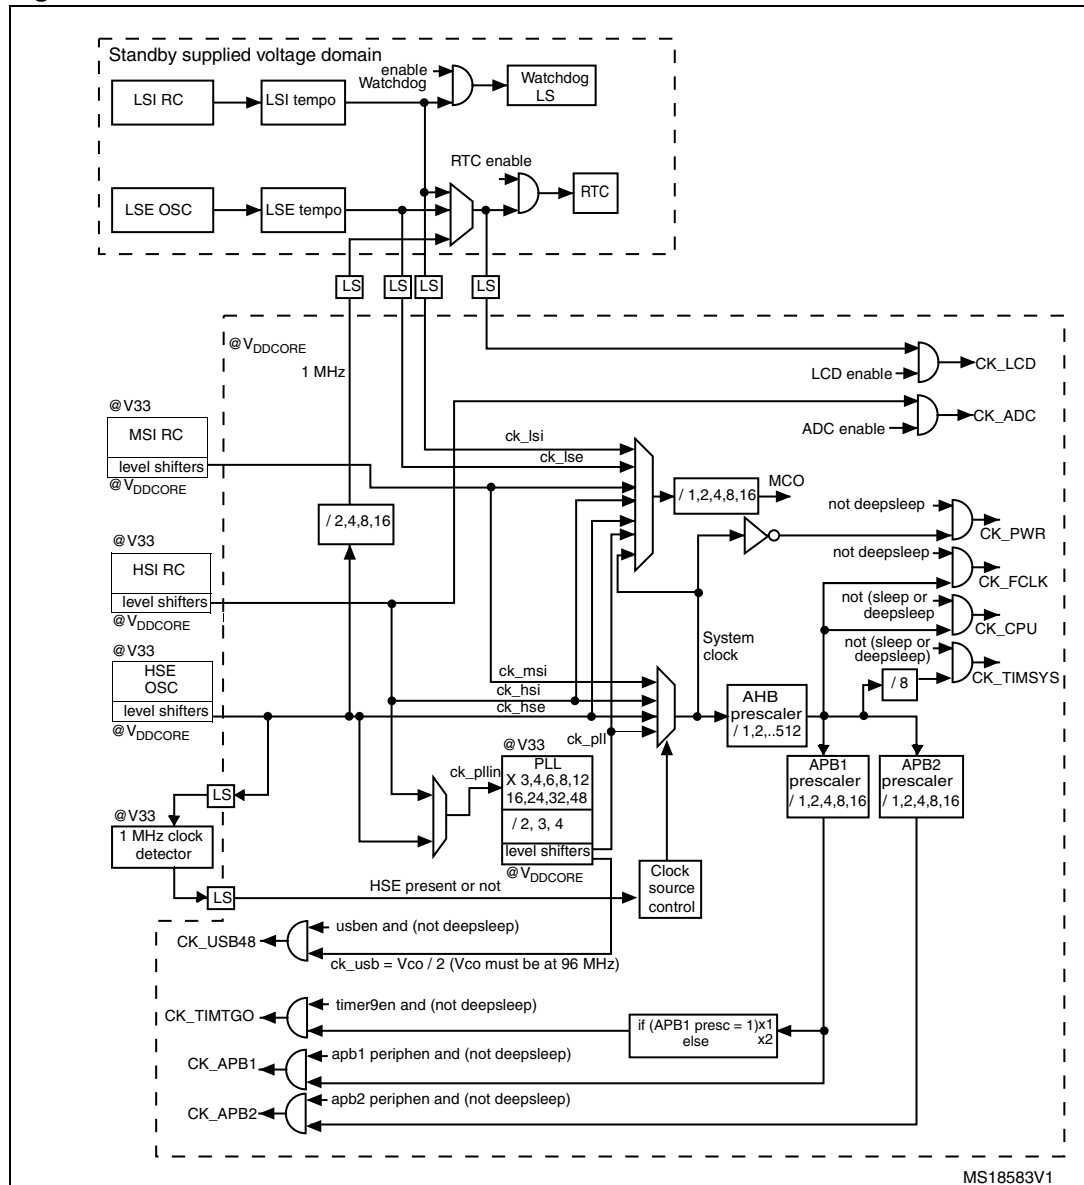 Standby supplied voltage domain
enable
Watchdog
Watchdog
LS
LSI RC
LSI tempo
RTC enable
RTC
LSE OSC
LSE tempo
LS
LS
LS
LS
@VDDCORE
1 MHz
CK_LCD
LCD enable
@V33
CK_ADC
ADC enable
MSI RC
level shifters
@VDDCORE
ck_lsi
ck_lse
/ 1,2,4,8,16
MCO
/ 2,4,8,16
not deepsleep
CK_PWR
@V33
HSI RC
level shifters
@VDDCORE
not deepsleep
CK_FCLK
not (sleep or
deepsleep
CK_CPU
System
clock
not (sleep or
deepsleep)
CK_TIMSYS
/ 8
@V33
HSE
OSC
level shifters
@VDDCORE
ck_msi
ck_hsi
ck_hse
ck_pll
AHB
prescaler
/ 1,2,..512
@V33
PLL
X 3,4,6,8,12
16,24,32,48
/ 2, 3, 4
level shifters
@VDDCORE
ck_pllin
APB1
prescaler
/ 1,2,4,8,16
APB2
prescaler
/ 1,2,4,8,16
LS
@V33
1 MHz clock
detector
LS
HSE present or not
Clock
source
control
usben and (not deepsleep)
CK_USB48
ck_usb = Vco / 2 (Vco must be at 96 MHz)
timer9en and (not deepsleep)
CK_TIMTGO
if (APB1 presc = 1)x1
else x2
apb1 periphen and (not deepsleep)
CK_APB1
apb2 periphen and (not deepsleep)
CK_APB2
MS18583V1